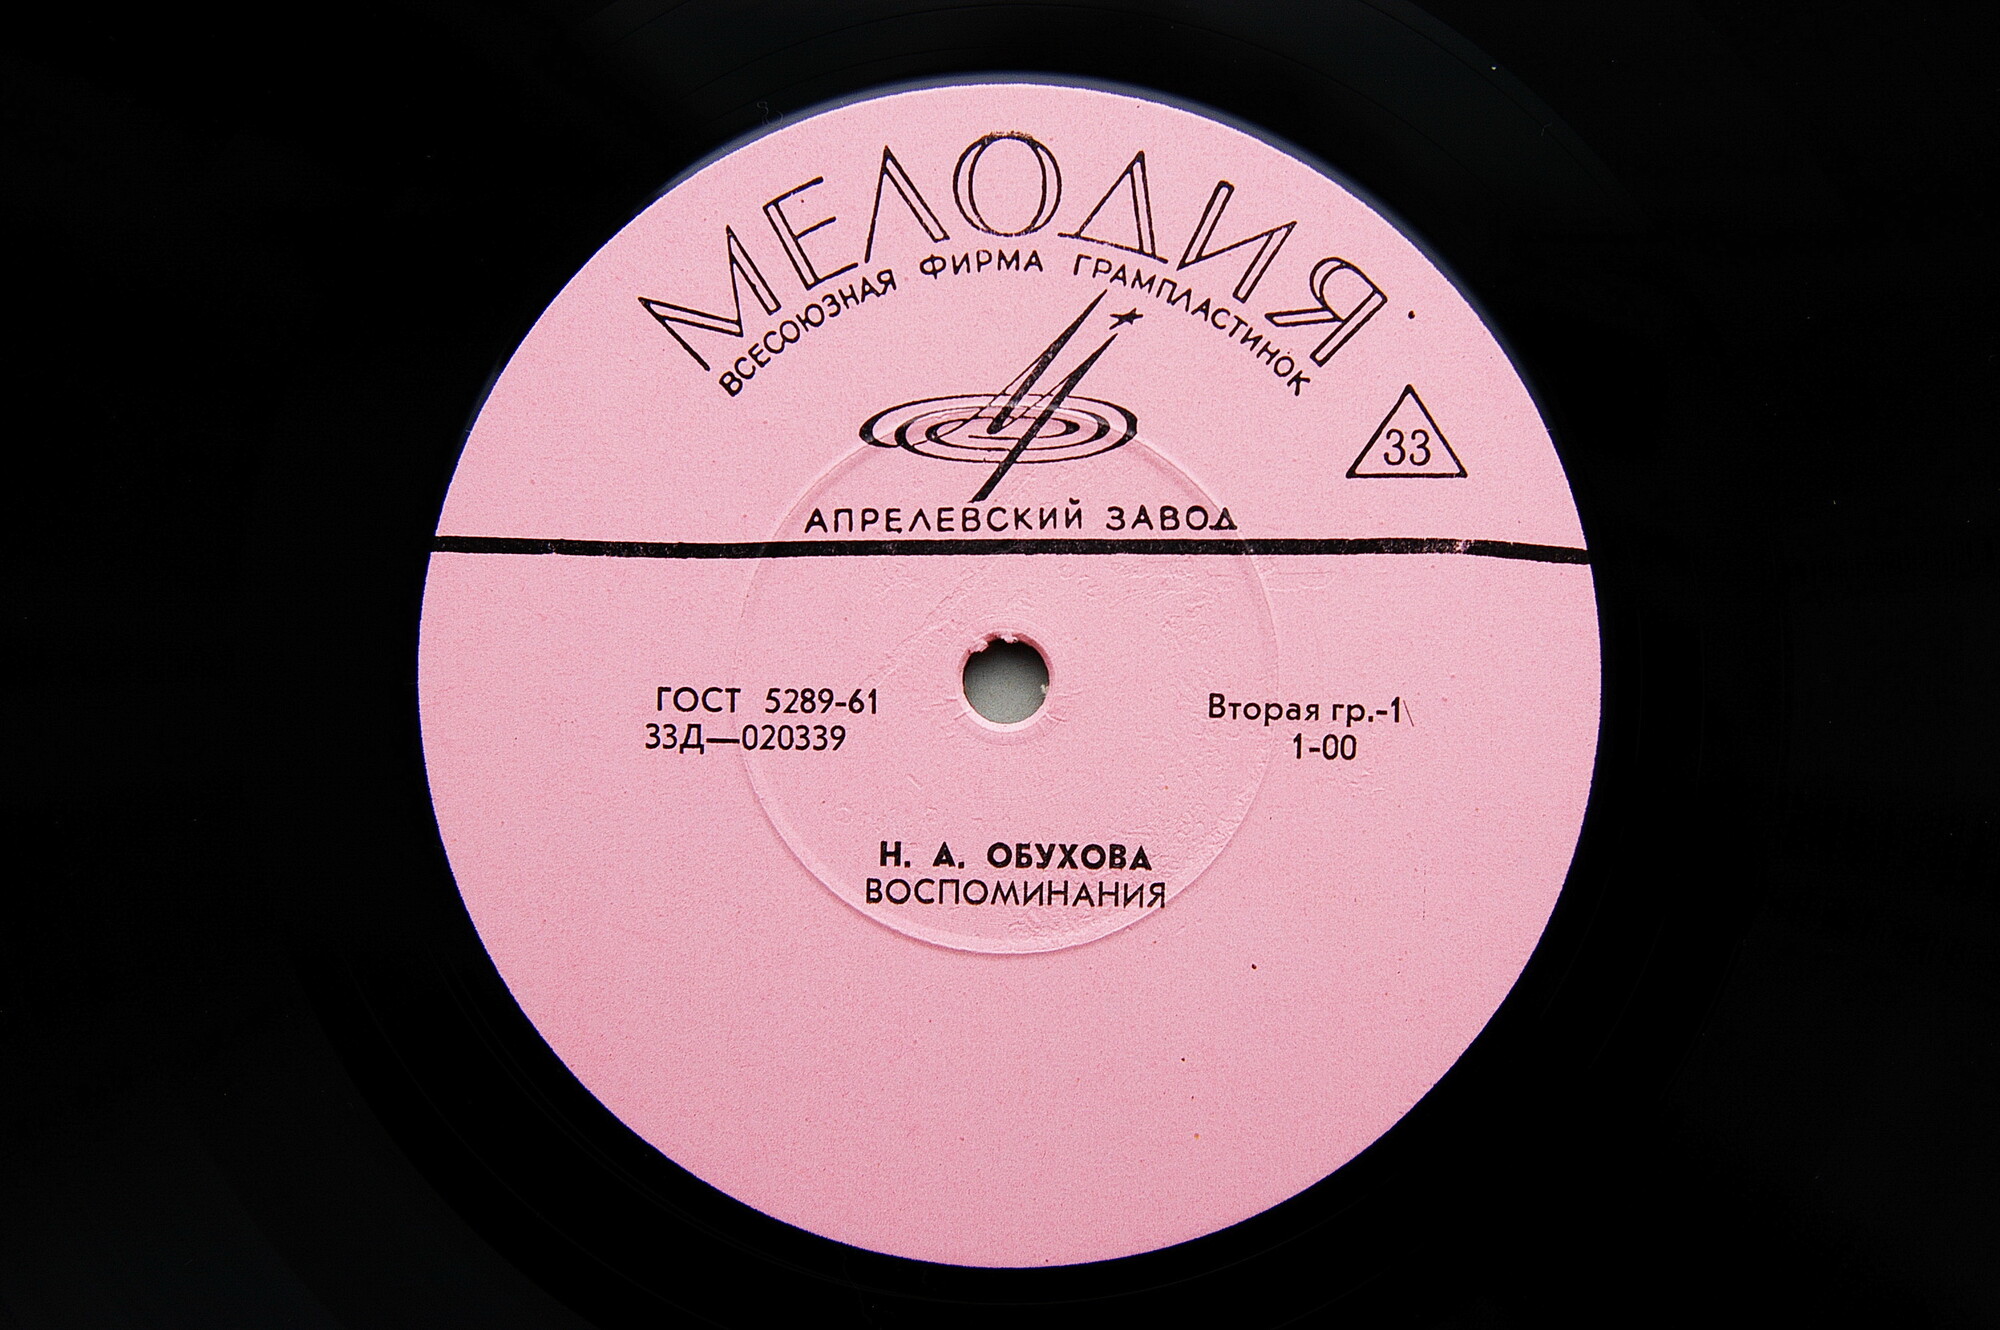 МЕЛОДИЯ
ВСЕСОЮЗНАЯ ФИРМА ГРАМПЛАСТИНОК
33
АПРЕЛЕВСКИЙ ЗАВОД
ГОСТ 5289-61
33Д—020339
Вторая гр.-1
1-00
Н. А. ОБУХОВА
ВОСПОМИНАНИЯ